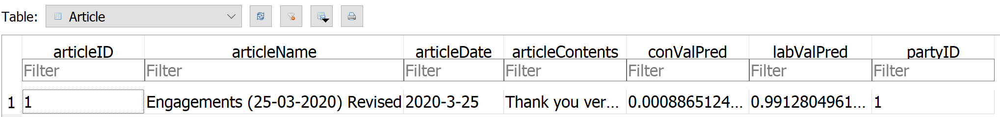 Table: Article
articleID articleName articleDate articleContents conValPred labValPred partyID
Filter Filter Filter Filter Filter Filter Filter
1 1 Engagements (25-03-2020) Revised 2020-3-25 Thank you ver... 0.0008865124... 0.9912804961... 1